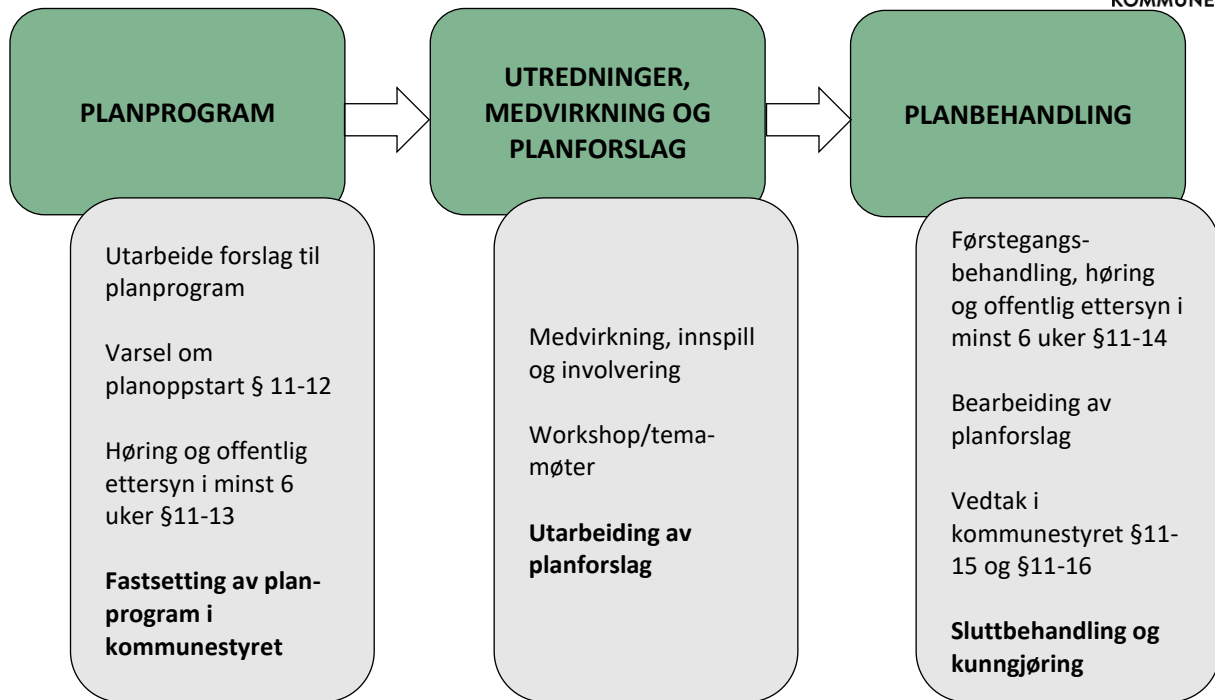 KOMMUNE
PLANPROGRAM
Utarbeide forslag til
planprogram
Varsel om
planoppstart § 11-12
Høring og offentlig
ettersyn i minst 6
uker §11-13
Fastsetting av plan-
program i
kommunestyret
UTREDNINGER,
MEDVIRKNING OG
PLANFORSLAG
Medvirkning, innspill
og involvering
Workshop/tema-
møter
Utarbeiding av
planforslag
PLANBEHANDLING
Førstegangs-
behandling, høring
og offentlig ettersyn i
minst 6 uker §11-14
Bearbeiding av
planforslag
Vedtak i
kommunestyret §11-
15 og §11-16
Sluttbehandling og
kunngjøring